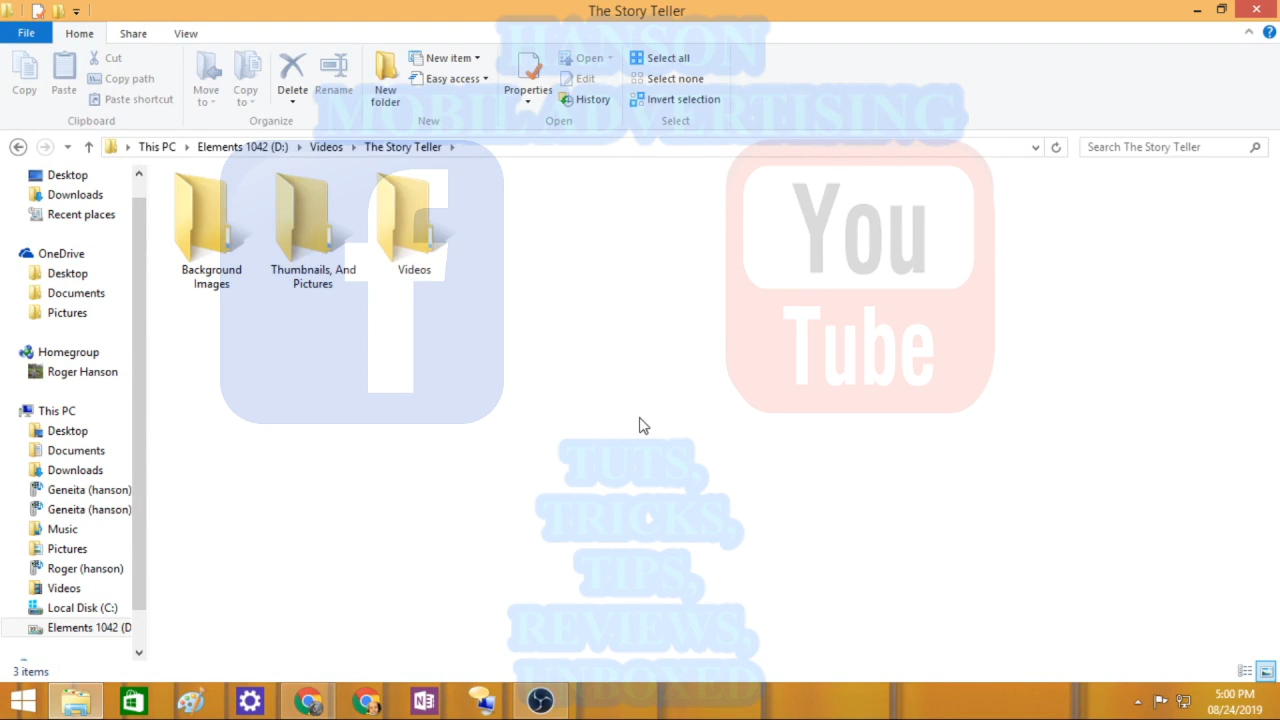 The Story Teller
File
Home
Share
View
Copy
Paste
Cut
Copy path
Paste shortcut
Clipboard
Move
to
Copy
to
Delete
Rename
Organize
New
folder
New item
Easy access
New
Properties
Open
Edit
History
Open
Select all
Select none
Invert selection
Select
HANSON
MOBIL ADVERTISING
This PC
Elements 1042 (D:)
Videos
The Story Teller
Search The Story Teller
Desktop
Downloads
Recent places
OneDrive
Desktop
Documents
Pictures
Homegroup
Roger Hanson
This PC
Desktop
Documents
Downloads
Geneita (hanson)
Geneita (hanson)
Music
Pictures
Roger (hanson)
Videos
Local Disk (C:)
Elements 1042 (D
Background
Images
Thumbnails, And
Pictures
Videos
f
You
Tube
TUTS,
TRICKS,
TIPS,
REVIEWS,
UNBOXED
3 items
N
5:00 PM
08/24/2019